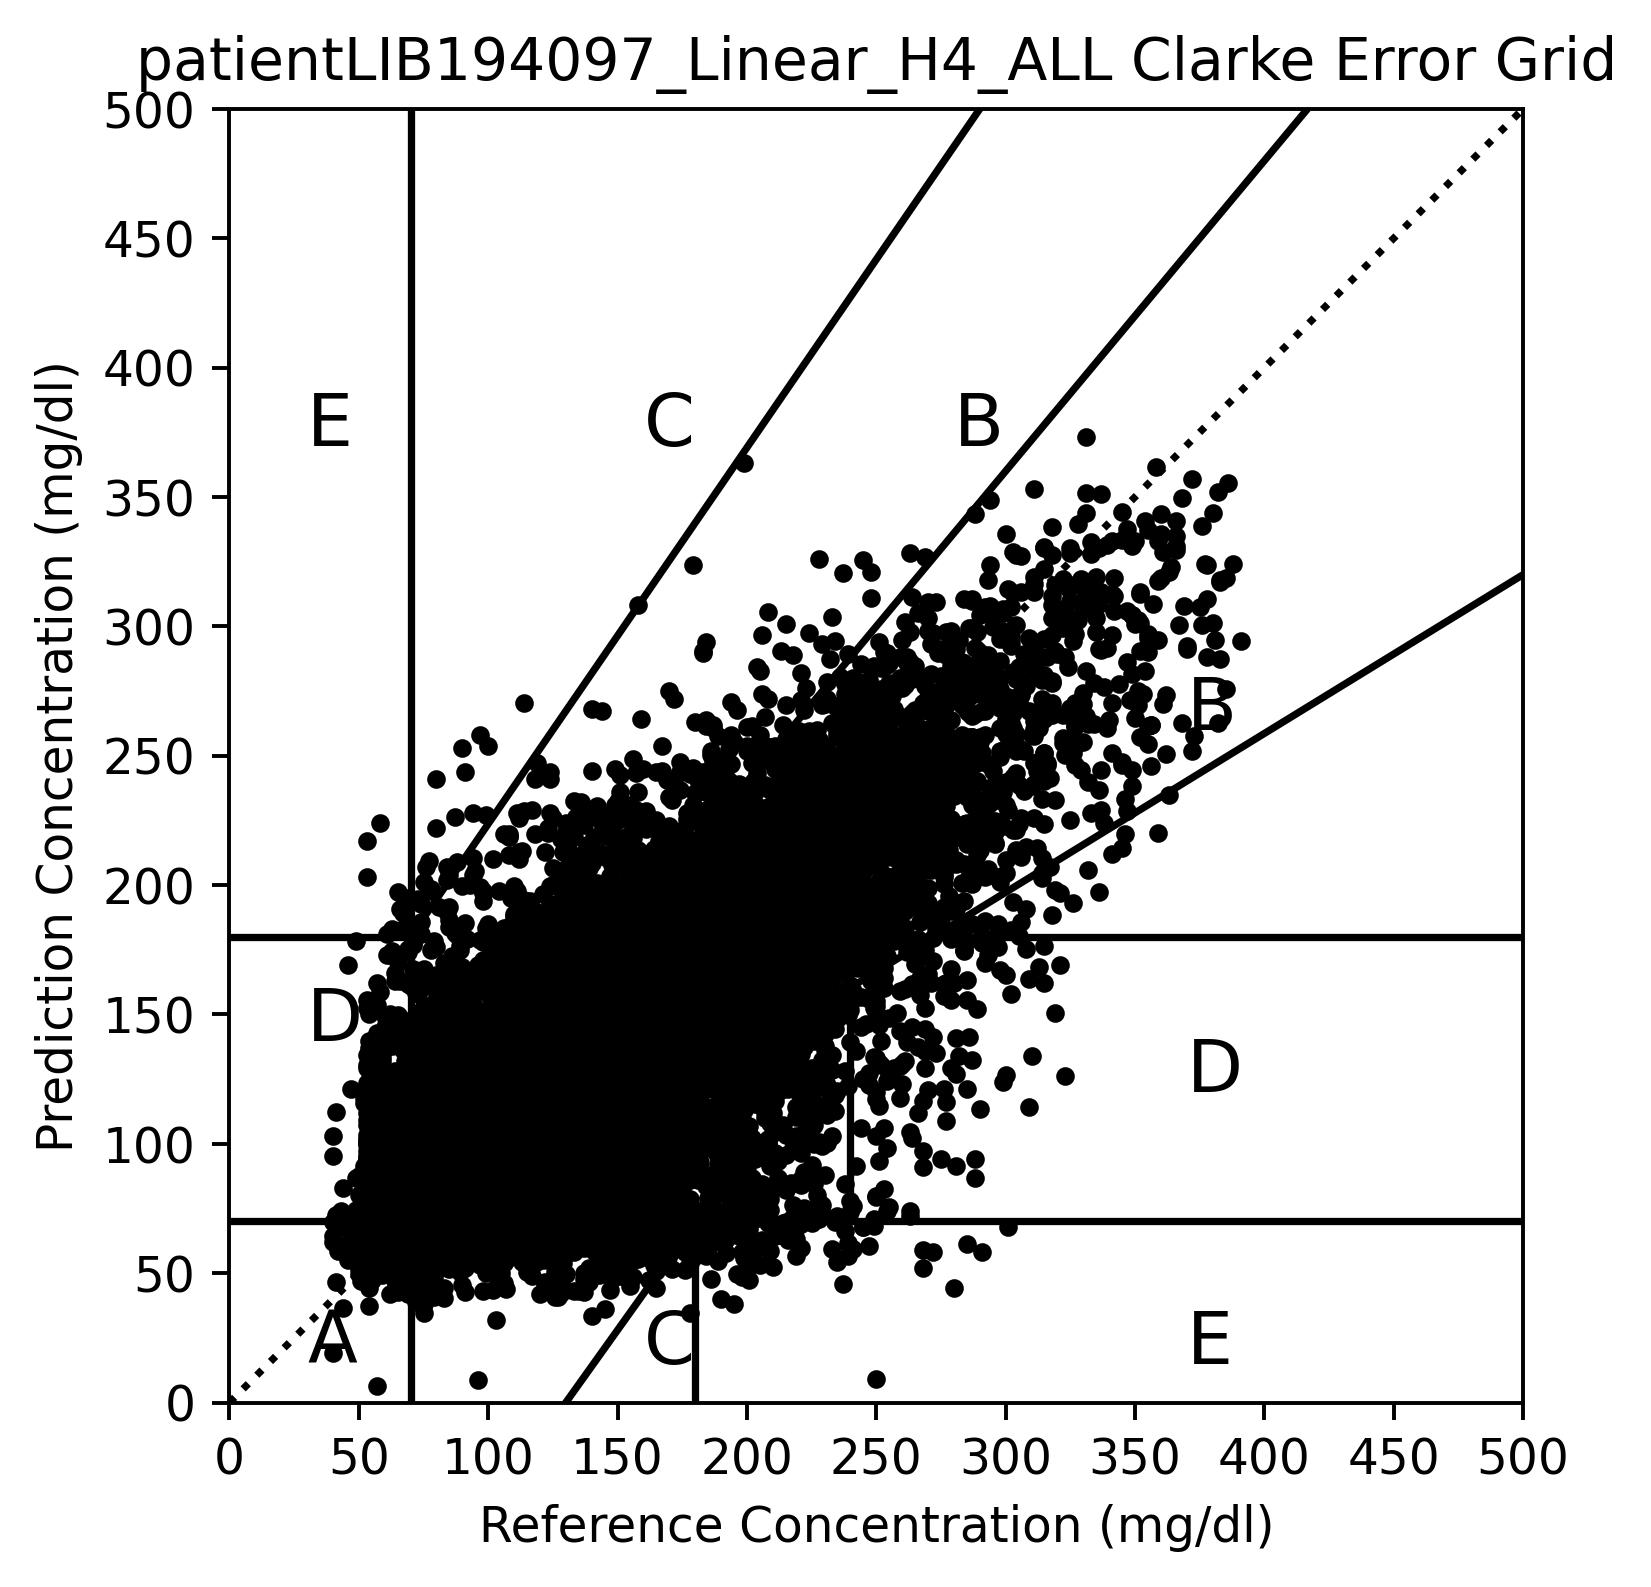 patientLIB194097_Linear_H4_ALL Clarke Error Grid
500
450
400
350
300
250
200
150
100
50
0
Prediction Concentration (mg/dl)
E
C
B
B
D
D
A
C
E
0 50 100 150 200 250 300 350 400 450 500
Reference Concentration (mg/dl)